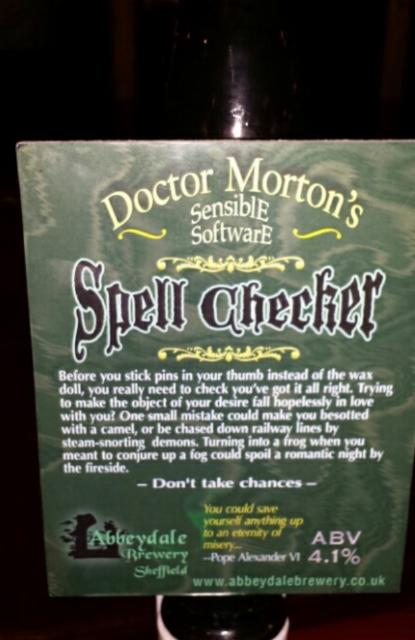 Doctor Morton's
SensiblE
SoftwarE
Spell Checker
Before you stick pins in your thumb instead of the wax
doll, you really need to check you've got it all right. Trying
to make the object of your desire fall hopelessly in love
with you? One small mistake could make you besotted
with a camel, or be chased down railway lines by
steam-snorting demons. Turning into a frog when you
meant to conjure up a fog could spoil a romantic night by
the fireside.
– Don't take chances –
You could save
yourself anything up
to an eternity of
misery...
--Pope Alexander VI
Abbeydale
Brewery
Sheffield
ABV
4.1%
www.abbeydalebrewery.co.uk